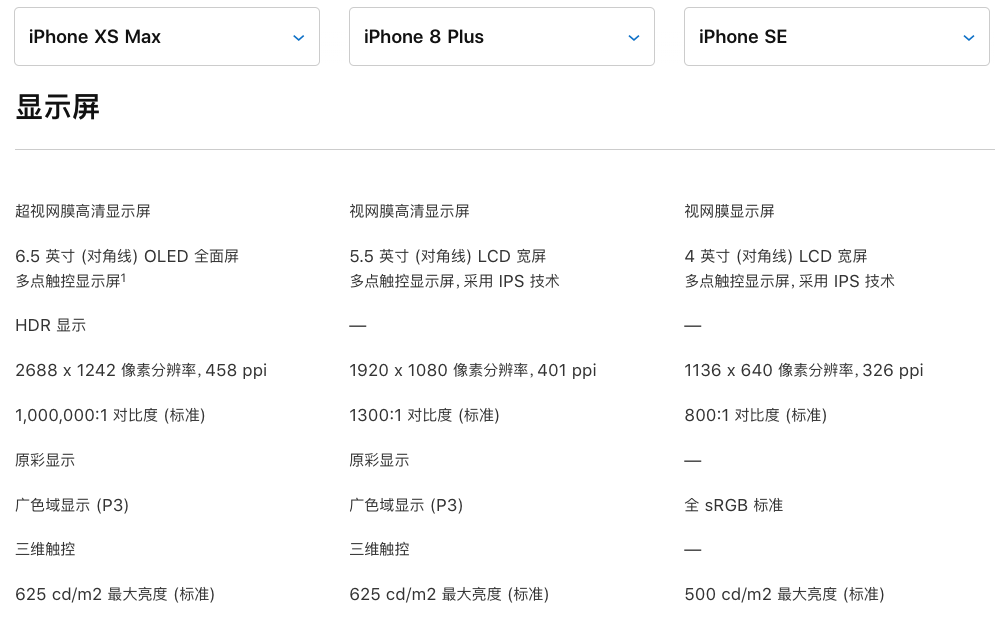 iPhone XS Max
iPhone 8 Plus
iPhone SE
显示屏
超视网膜高清显示屏
视网膜高清显示屏
视网膜显示屏
6.5 英寸 (对角线) OLED 全面屏
多点触控显示屏¹
5.5 英寸 (对角线) LCD 宽屏
多点触控显示屏, 采用 IPS 技术
4 英寸 (对角线) LCD 宽屏
多点触控显示屏, 采用 IPS 技术
HDR 显示
—
—
2688 x 1242 像素分辨率, 458 ppi
1920 x 1080 像素分辨率, 401 ppi
1136 x 640 像素分辨率, 326 ppi
1,000,000:1 对比度 (标准)
1300:1 对比度 (标准)
800:1 对比度 (标准)
原彩显示
原彩显示
—
广色域显示 (P3)
广色域显示 (P3)
全 sRGB 标准
三维触控
三维触控
—
625 cd/m2 最大亮度 (标准)
625 cd/m2 最大亮度 (标准)
500 cd/m2 最大亮度 (标准)